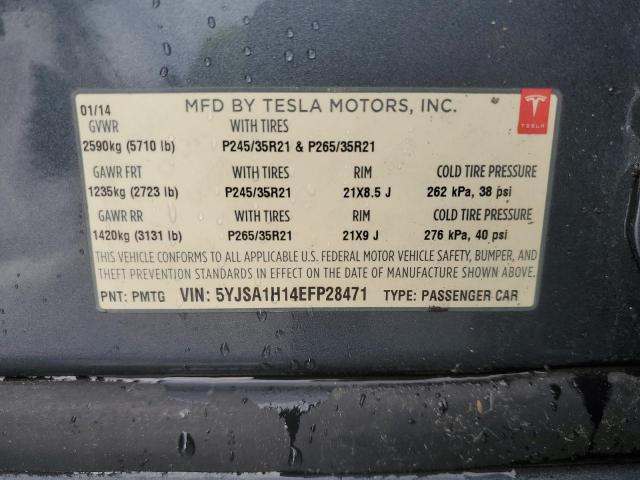 01/14 MFD BY TESLA MOTORS, INC.
TESLA
GVWR WITH TIRES
2590kg (5710 lb) P245/35R21 & P265/35R21
GAWR FRT WITH TIRES RIM COLD TIRE PRESSURE
1235kg (2723 lb) P245/35R21 21X8.5 J 262 kPa, 38 psi
GAWR RR WITH TIRES RIM COLD TIRE PRESSURE
1420kg (3131 lb) P265/35R21 21X9 J 276 kPa, 40 psi
THIS VEHICLE CONFORMS TO ALL APPLICABLE U.S. FEDERAL MOTOR VEHICLE SAFETY, BUMPER, AND
THEFT PREVENTION STANDARDS IN EFFECT ON THE DATE OF MANUFACTURE SHOWN ABOVE.
PNT: PMTG VIN: 5YJSA1H14EFP28471 TYPE: PASSENGER CAR